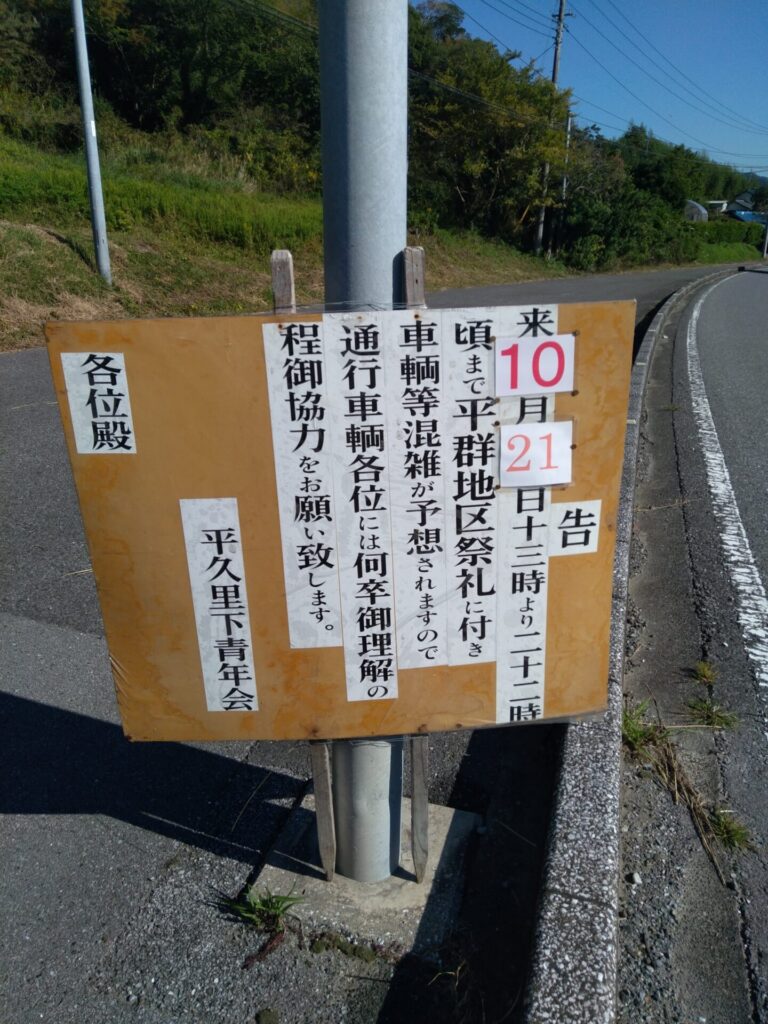 告
来10月21日十三時より二十二時
頃まで平群地区祭礼に付き
車輌等混雑が予想されますので
通行車輌各位には何卒御理解の
程御協力をお願い致します。
平久里下青年会
各位殿